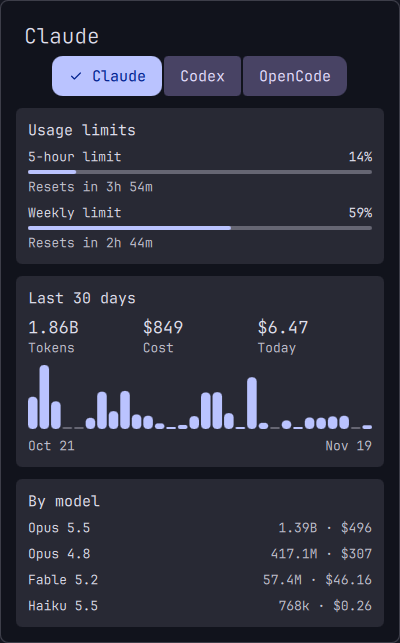 Claude
✓ Claude Codex OpenCode
Usage limits
5-hour limit 14%
Resets in 3h 54m
Weekly limit 59%
Resets in 2h 44m
Last 30 days
1.86B $849 $6.47
Tokens Cost Today
Oct 21 Nov 19
By model
Opus 5.5 1.39B · $496
Opus 4.8 417.1M · $307
Fable 5.2 57.4M · $46.16
Haiku 5.5 768k · $0.26